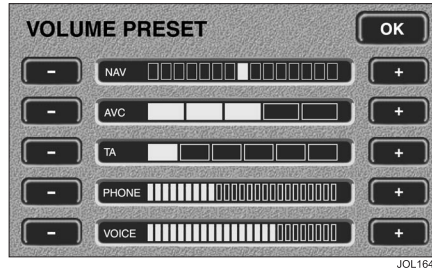 VOLUME PRESET OK
- NAV +
- AVC +
- TA +
- PHONE +
- VOICE +
JOL164